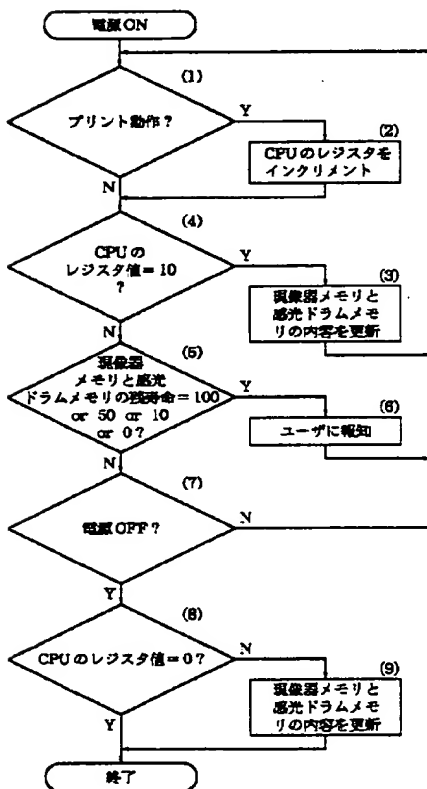 電源ON
(1)
プリント動作？
Y
N
(2)
CPUのレジスタを
インクリメント
(4)
CPUの
レジスタ値=10
？
Y
N
(3)
現像器メモリと
感光ドラムメモ
リの内容を更新
(5)
現像器
メモリと感光
ドラムメモリの残寿命=100
or 50 or 10
or 0？
Y
N
(6)
ユーザに報知
(7)
電源OFF？
N
Y
(8)
CPUのレジスタ値=0？
N
Y
(9)
現像器メモリと
感光ドラムメモ
リの内容を更新
終了